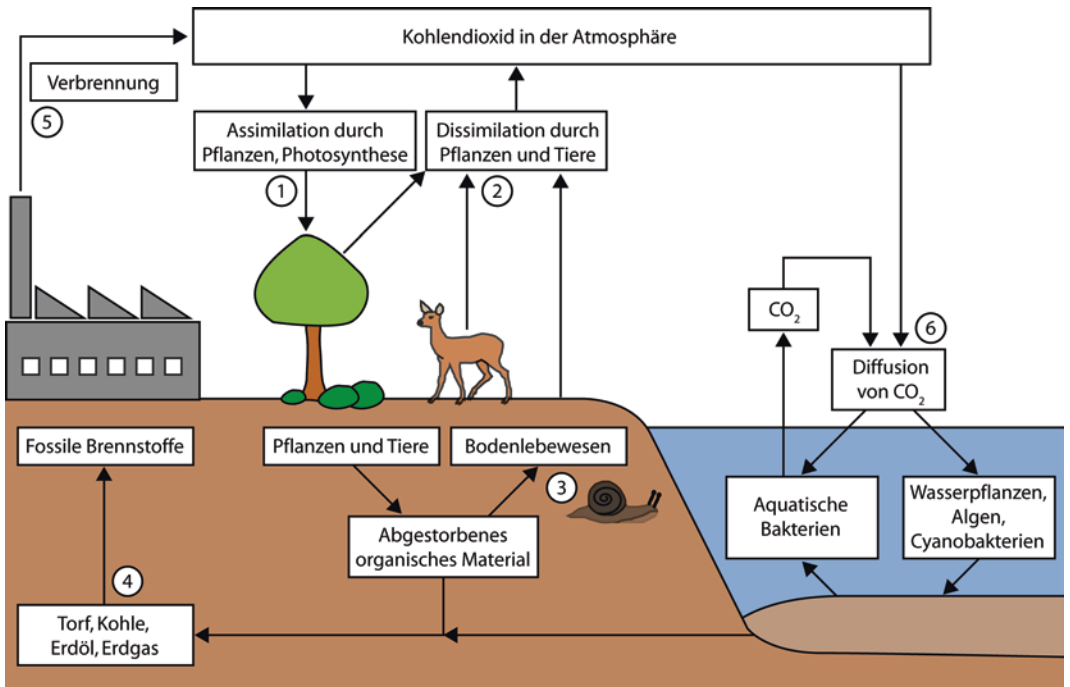 Kohlendioxid in der Atmosphäre
Verbrennung
5
Assimilation durch
Pflanzen, Photosynthese
1
Dissimilation durch
Pflanzen und Tiere
2
CO₂
6
Diffusion
von CO₂
Fossile Brennstoffe
Pflanzen und Tiere
Bodenlebewesen
3
Abgestorbenes
organisches Material
Aquatische
Bakterien
Wasserpflanzen,
Algen,
Cyanobakterien
4
Torf, Kohle,
Erdöl, Erdgas